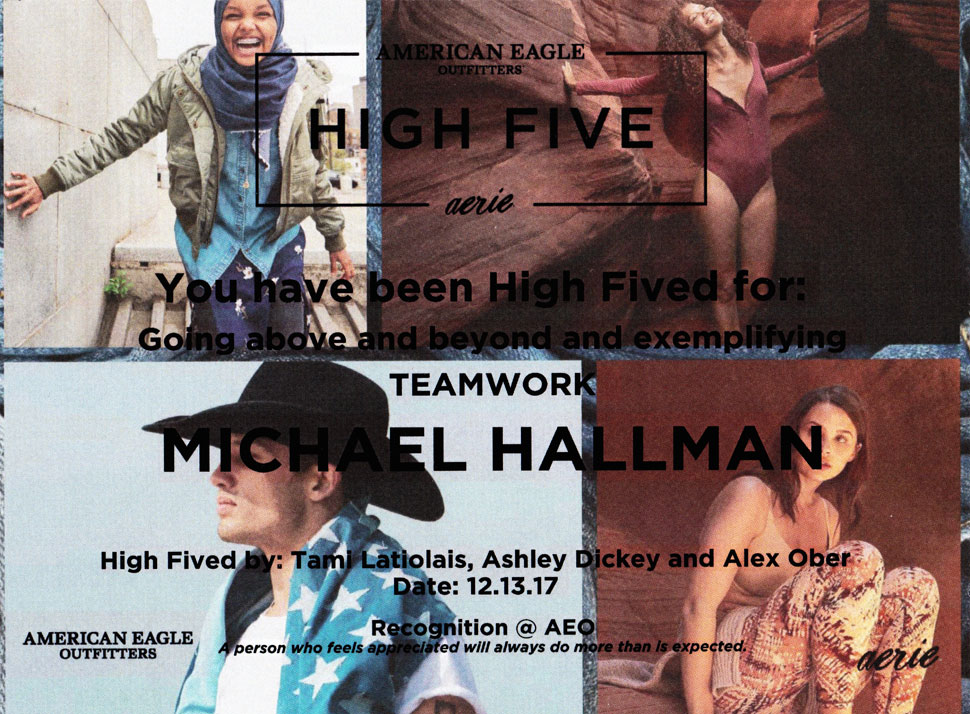 AMERICAN EAGLE
OUTFITTERS
HIGH FIVE
aerie
You have been High Fived for:
Going above and beyond and exemplifying
TEAMWORK
MICHAEL HALLMAN
High Fived by: Tami Latiolais, Ashley Dickey and Alex Ober
Date: 12.13.17
Recognition @ AEO
A person who feels appreciated will always do more than is expected.
AMERICAN EAGLE
OUTFITTERS
aerie